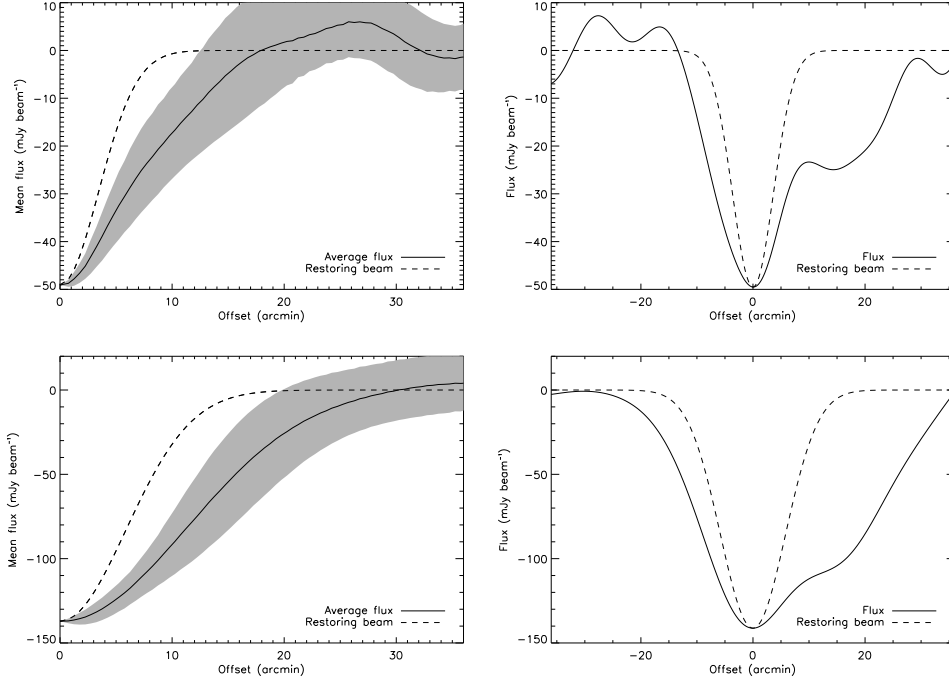 10
0
−10
−20
−30
−40
−50
Mean flux (mJy beam⁻¹)
Average flux
Restoring beam
0 10 20 30
Offset (arcmin)
10
0
−10
−20
−30
−40
−50
Flux (mJy beam⁻¹)
Flux
Restoring beam
−20 0 20
Offset (arcmin)
0
−50
−100
−150
Mean flux (mJy beam⁻¹)
Average flux
Restoring beam
0 10 20 30
Offset (arcmin)
0
−50
−100
−150
Flux (mJy beam⁻¹)
Flux
Restoring beam
−20 0 20
Offset (arcmin)